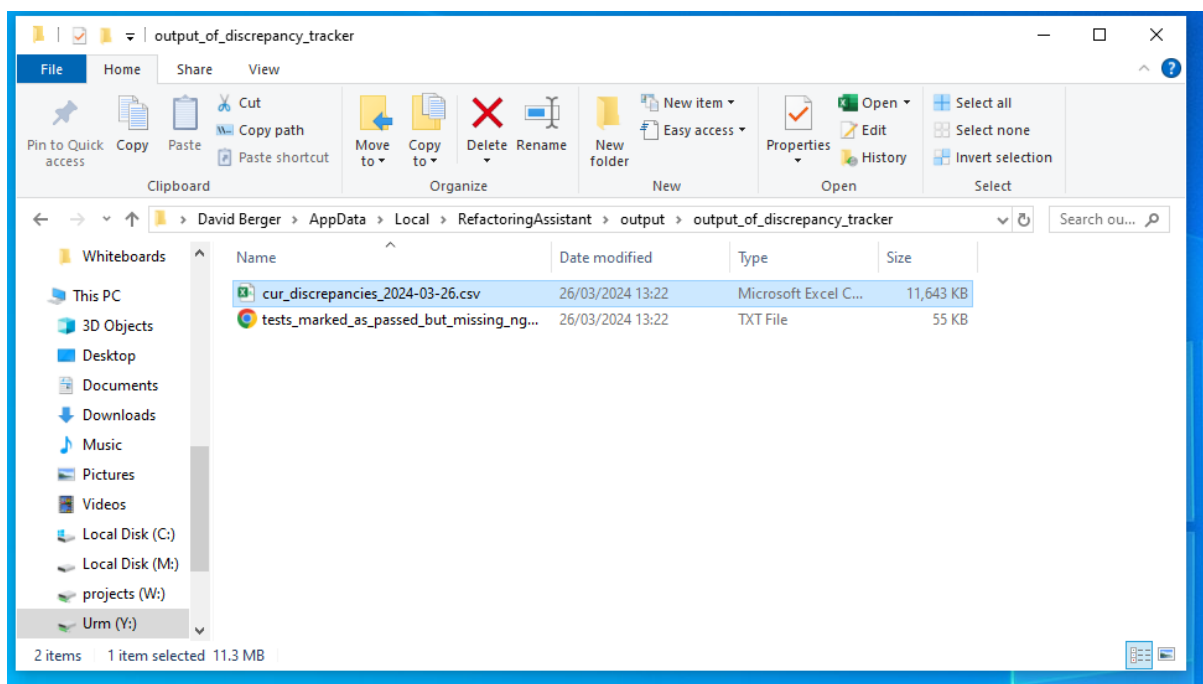 output_of_discrepancy_tracker
File Home Share View
Pin to Quick access
Copy
Paste
Cut
Copy path
Paste shortcut
Clipboard
Move to
Copy to
Delete
Rename
Organize
New folder
New item
Easy access
New
Properties
Open
Edit
History
Open
Select all
Select none
Invert selection
Select
David Berger > AppData > Local > RefactoringAssistant > output > output_of_discrepancy_tracker
Search ou...
Name Date modified Type Size
cur_discrepancies_2024-03-26.csv 26/03/2024 13:22 Microsoft Excel C... 11,643 KB
tests_marked_as_passed_but_missing_ng... 26/03/2024 13:22 TXT File 55 KB
Whiteboards
This PC
3D Objects
Desktop
Documents
Downloads
Music
Pictures
Videos
Local Disk (C:)
Local Disk (M:)
projects (W:)
Urm (Y:)
2 items 1 item selected 11.3 MB